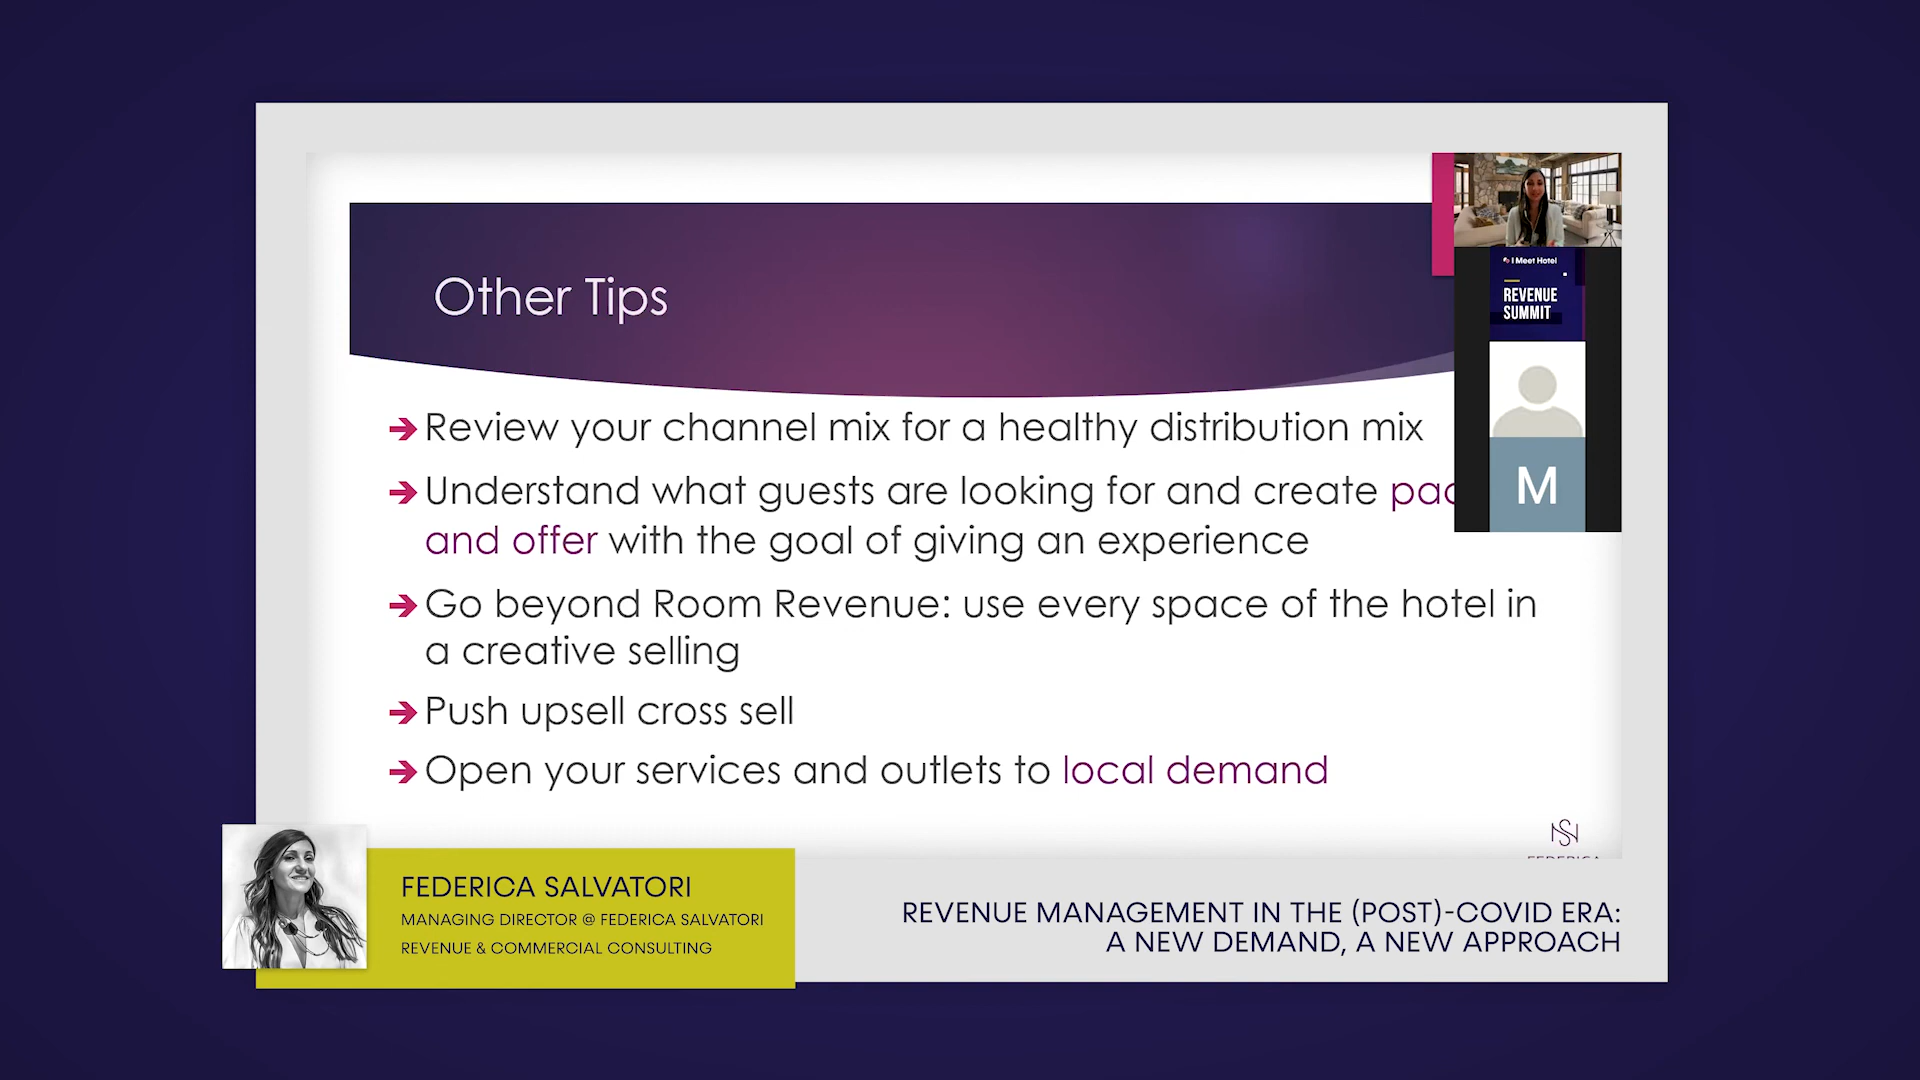 Other Tips
Review your channel mix for a healthy distribution mix
Understand what guests are looking for and create
and offer with the goal of giving an experience
Go beyond Room Revenue: use every space of the hotel in
a creative selling
Push upsell cross sell
Open your services and outlets to local demand
I Meet Hotel
REVENUE
SUMMIT
M
FEDERICA SALVATORI
MANAGING DIRECTOR @ FEDERICA SALVATORI
REVENUE & COMMERCIAL CONSULTING
REVENUE MANAGEMENT IN THE (POST)-COVID ERA:
A NEW DEMAND, A NEW APPROACH